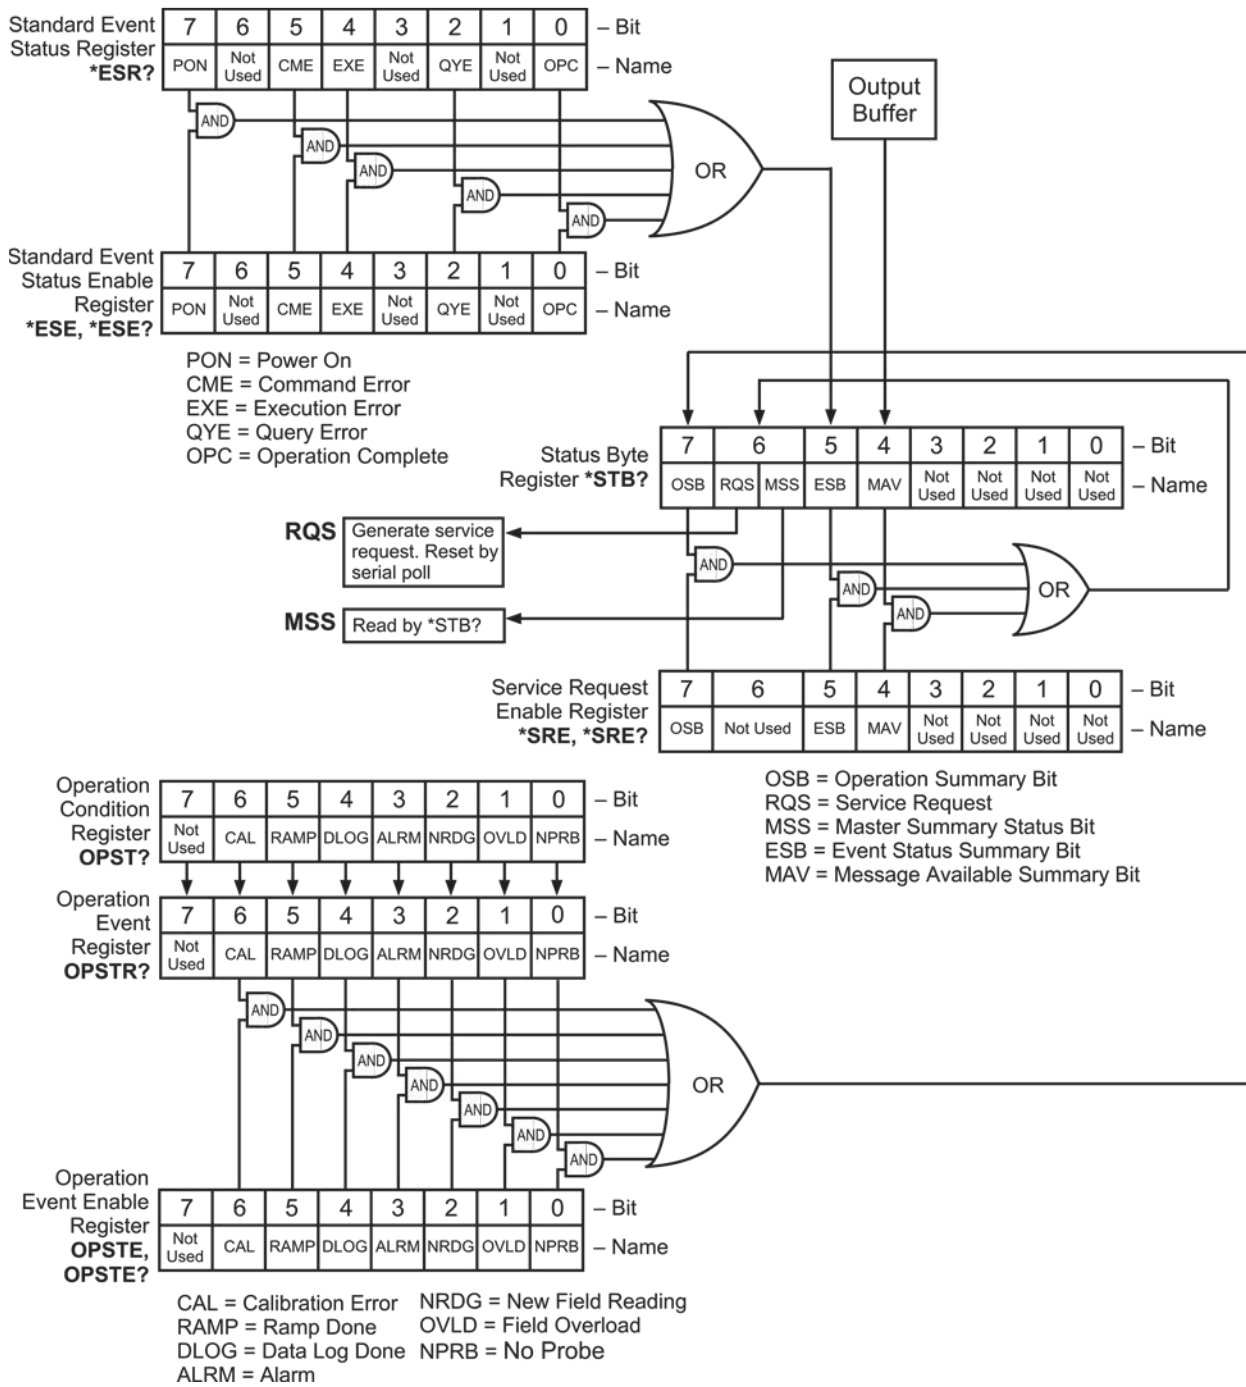 Standard Event
Status Register
*ESR?
7 6 5 4 3 2 1 0 – Bit
PON Not Used CME EXE Not Used QYE Not Used OPC – Name
AND
AND
AND
AND
AND
OR
Output
Buffer
Standard Event
Status Enable
Register
*ESE, *ESE?
7 6 5 4 3 2 1 0 – Bit
PON Not Used CME EXE Not Used QYE Not Used OPC – Name
PON = Power On
CME = Command Error
EXE = Execution Error
QYE = Query Error
OPC = Operation Complete
Status Byte
Register *STB?
7 6 5 4 3 2 1 0 – Bit
OSB RQS MSS ESB MAV Not Used Not Used Not Used Not Used – Name
RQS
Generate service
request. Reset by
serial poll
MSS
Read by *STB?
AND
AND
AND
OR
Service Request
Enable Register
*SRE, *SRE?
7 6 5 4 3 2 1 0 – Bit
OSB Not Used ESB MAV Not Used Not Used Not Used Not Used – Name
OSB = Operation Summary Bit
RQS = Service Request
MSS = Master Summary Status Bit
ESB = Event Status Summary Bit
MAV = Message Available Summary Bit
Operation
Condition
Register
OPST?
7 6 5 4 3 2 1 0 – Bit
Not Used CAL RAMP DLOG ALRM NRDG OVLD NPRB – Name
Operation
Event
Register
OPSTR?
7 6 5 4 3 2 1 0 – Bit
Not Used CAL RAMP DLOG ALRM NRDG OVLD NPRB – Name
AND
AND
AND
AND
AND
AND
AND
OR
Operation
Event Enable
Register
OPSTE,
OPSTE?
7 6 5 4 3 2 1 0 – Bit
Not Used CAL RAMP DLOG ALRM NRDG OVLD NPRB – Name
CAL = Calibration Error
RAMP = Ramp Done
DLOG = Data Log Done
ALRM = Alarm
NRDG = New Field Reading
OVLD = Field Overload
NPRB = No Probe